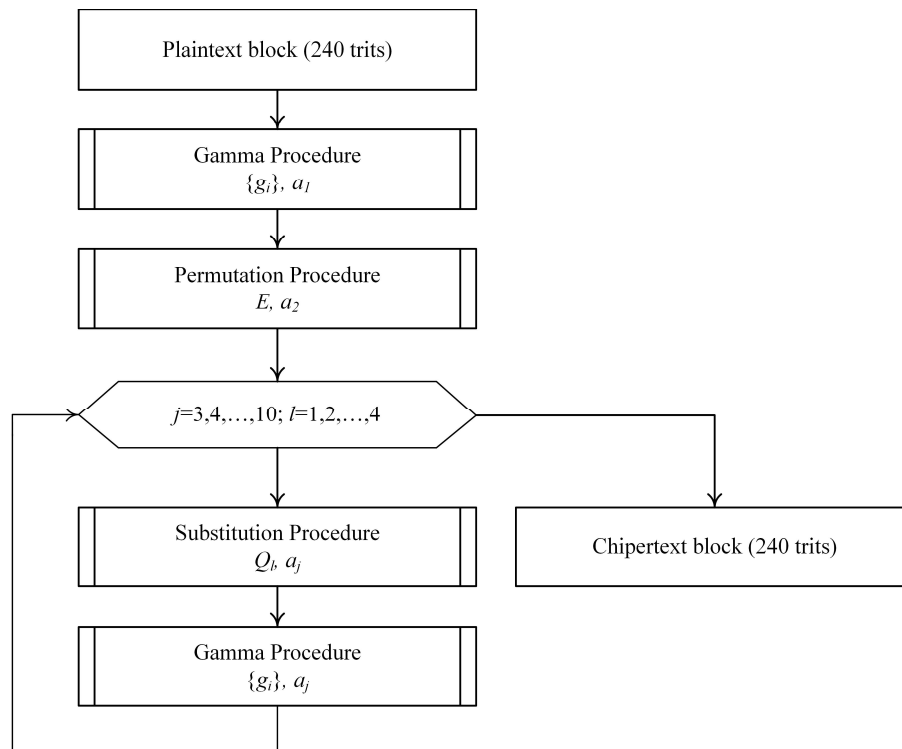 Plaintext block (240 trits)
Gamma Procedure
{gᵢ}, a₁
Permutation Procedure
E, a₂
j=3,4,…,10; l=1,2,…,4
Substitution Procedure
Qₗ, aⱼ
Chipertext block (240 trits)
Gamma Procedure
{gᵢ}, aⱼ